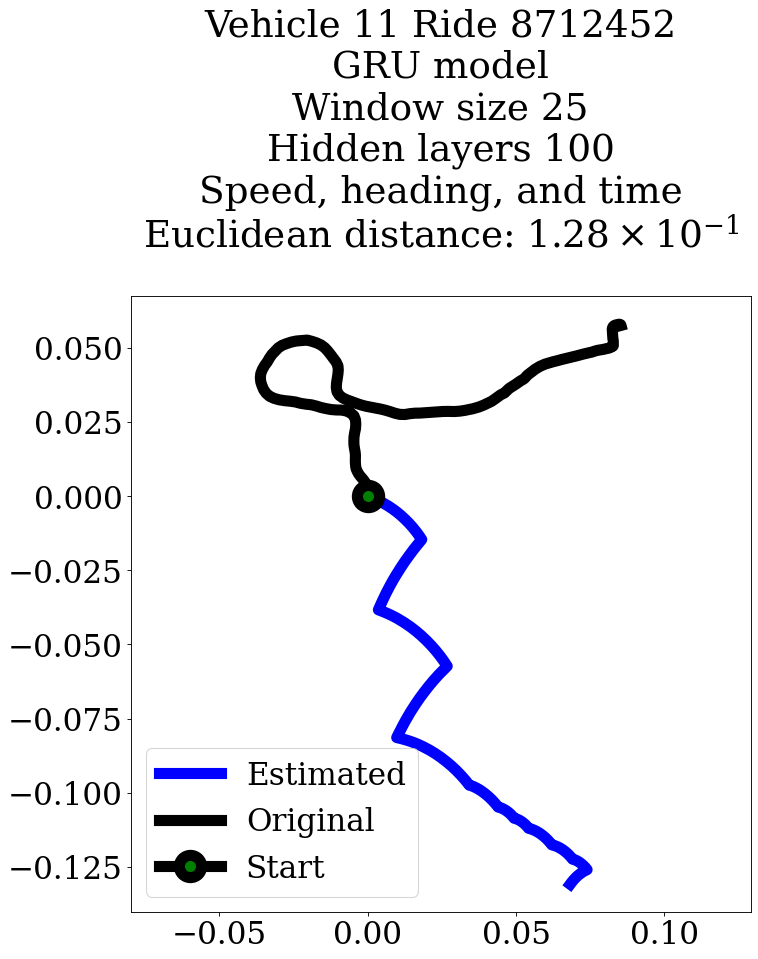 Vehicle 11 Ride 8712452
GRU model
Window size 25
Hidden layers 100
Speed, heading, and time
Euclidean distance: 1.28 × 10⁻¹
0.050
0.025
0.000
−0.025
−0.050
−0.075
−0.100
−0.125
Estimated
Original
Start
−0.05 0.00 0.05 0.10